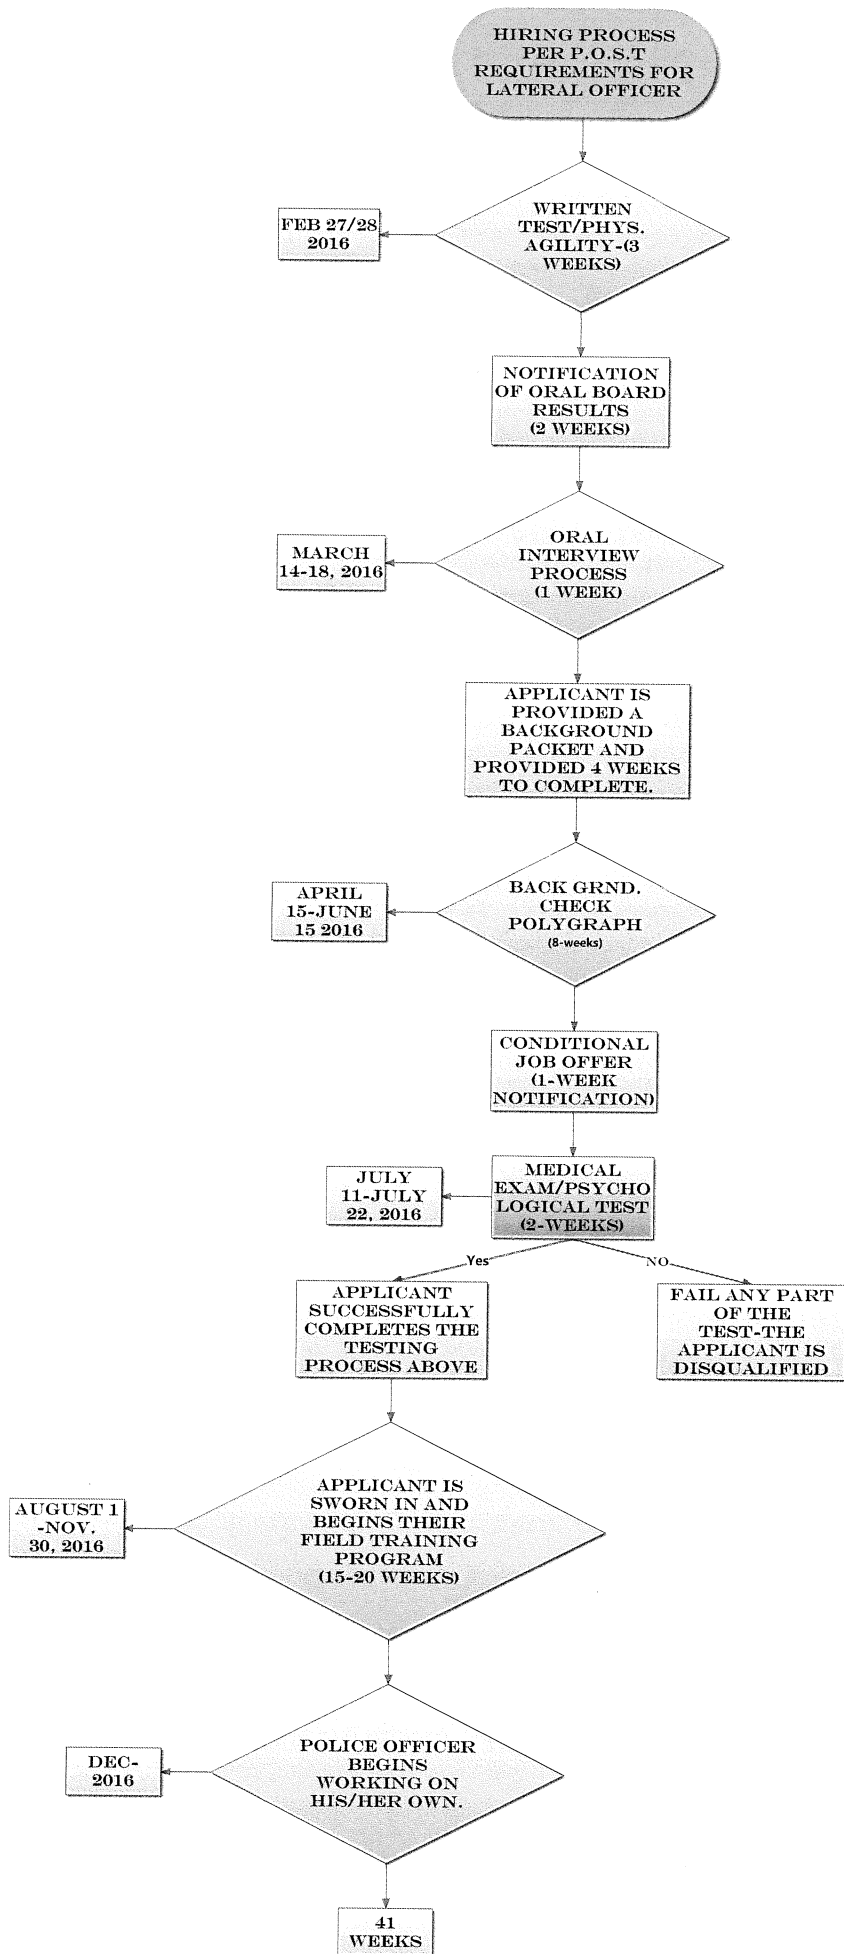 HIRING PROCESS
PER P.O.S.T
REQUIREMENTS FOR
LATERAL OFFICER
WRITTEN
TEST/PHYS.
AGILITY-(3
WEEKS)
FEB 27/28
2016
NOTIFICATION
OF ORAL BOARD
RESULTS
(2 WEEKS)
ORAL
INTERVIEW
PROCESS
(1 WEEK)
MARCH
14-18, 2016
APPLICANT IS
PROVIDED A
BACKGROUND
PACKET AND
PROVIDED 4 WEEKS
TO COMPLETE.
BACK GRND.
CHECK
POLYGRAPH
(8-weeks)
APRIL
15-JUNE
15 2016
CONDITIONAL
JOB OFFER
(1-WEEK
NOTIFICATION)
MEDICAL
EXAM/PSYCHO
LOGICAL TEST
(2-WEEKS)
JULY
11-JULY
22, 2016
Yes
NO
APPLICANT
SUCCESSFULLY
COMPLETES THE
TESTING
PROCESS ABOVE
FAIL ANY PART
OF THE
TEST-THE
APPLICANT IS
DISQUALIFIED
APPLICANT IS
SWORN IN AND
BEGINS THEIR
FIELD TRAINING
PROGRAM
(15-20 WEEKS)
AUGUST 1
-NOV.
30, 2016
POLICE OFFICER
BEGINS
WORKING ON
HIS/HER OWN.
DEC-
2016
41
WEEKS